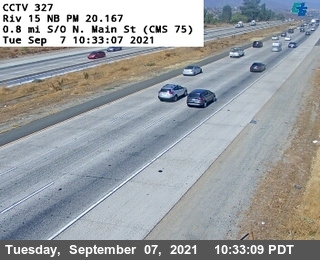 CCTV 327
Riv 15 NB PM 20.167
0.8 mi S/O N. Main St (CMS 75)
Tue Sep  7 10:33:07 2021
Tuesday, September 07, 2021 10:33:09 PDT